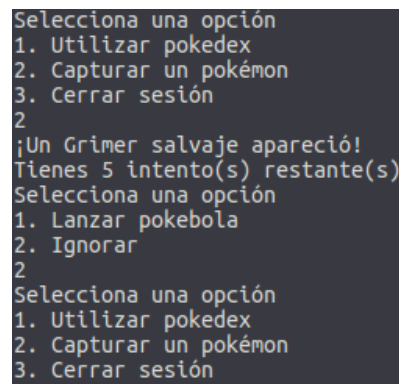 Selecciona una opción
1. Utilizar pokedex
2. Capturar un pokémon
3. Cerrar sesión
2
¡Un Grimer salvaje apareció!
Tienes 5 intento(s) restante(s)
Selecciona una opción
1. Lanzar pokebola
2. Ignorar
2
Selecciona una opción
1. Utilizar pokedex
2. Capturar un pokémon
3. Cerrar sesión